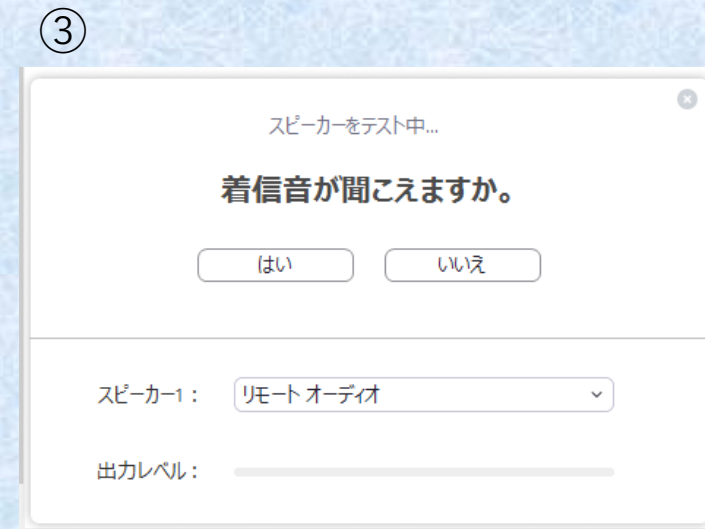 ③
スピーカーをテスト中...
着信音が聞こえますか。
はい
いいえ
スピーカー1：
リモート オーディオ
出力レベル：